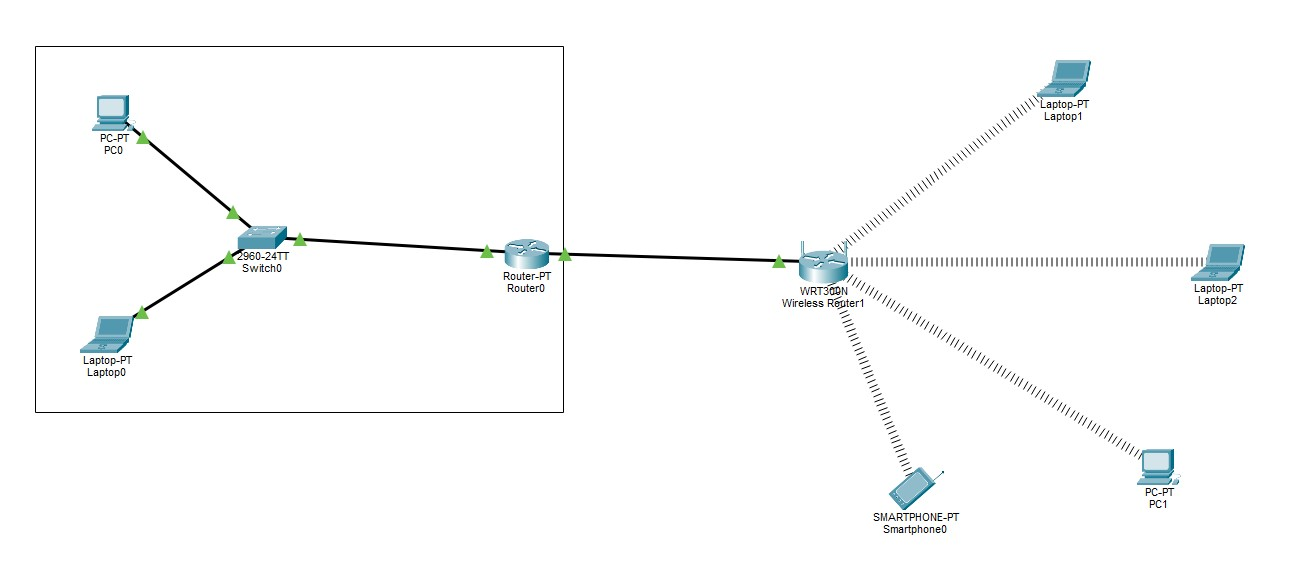 PC-PT
PC0
2960-24TT
Switch0
Laptop-PT
Laptop0
Router-PT
Router0
WRT300N
Wireless Router1
Laptop-PT
Laptop1
Laptop-PT
Laptop2
PC-PT
PC1
SMARTPHONE-PT
Smartphone0